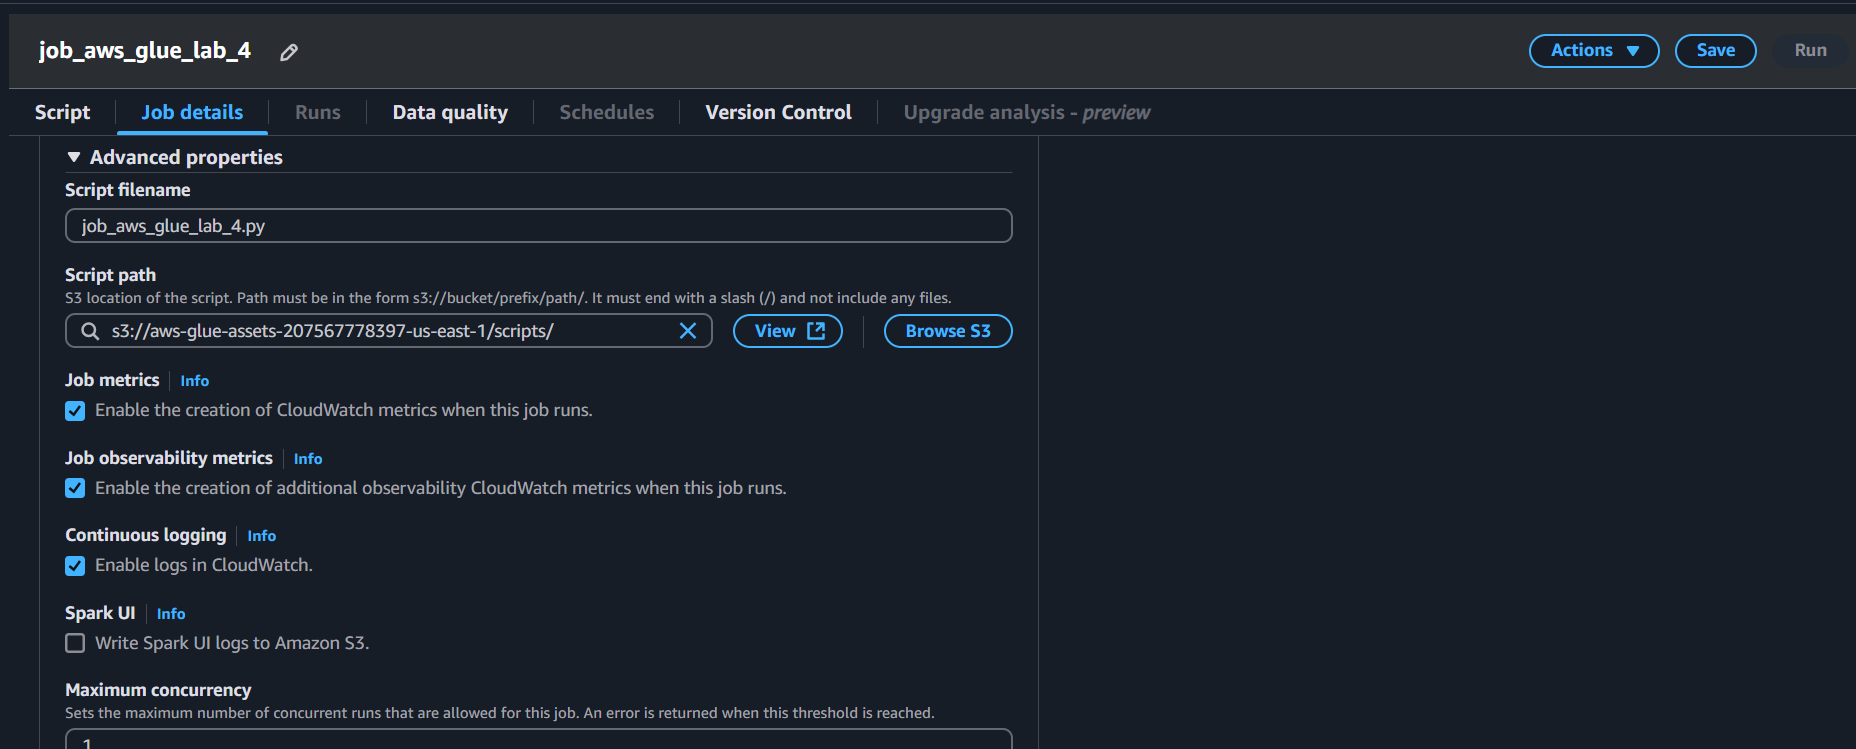 job_aws_glue_lab_4
Actions
Save
Run
Script
Job details
Runs
Data quality
Schedules
Version Control
Upgrade analysis - preview
Advanced properties
Script filename
job_aws_glue_lab_4.py
Script path
S3 location of the script. Path must be in the form s3://bucket/prefix/path/. It must end with a slash (/) and not include any files.
s3://aws-glue-assets-207567778397-us-east-1/scripts/
View
Browse S3
Job metrics Info
Enable the creation of CloudWatch metrics when this job runs.
Job observability metrics Info
Enable the creation of additional observability CloudWatch metrics when this job runs.
Continuous logging Info
Enable logs in CloudWatch.
Spark UI Info
Write Spark UI logs to Amazon S3.
Maximum concurrency
Sets the maximum number of concurrent runs that are allowed for this job. An error is returned when this threshold is reached.
1